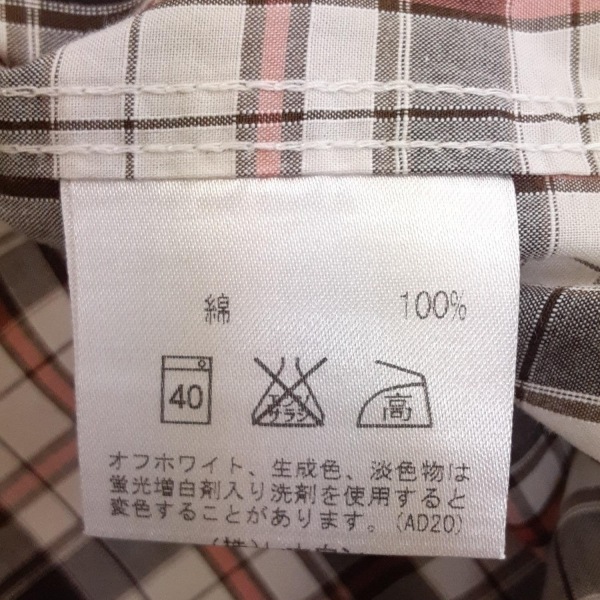 綿 100%
40 エンソ サラシ 高
オフホワイト、生成色、淡色物は
蛍光増白剤入り洗剤を使用すると
変色することがあります。(AD20)